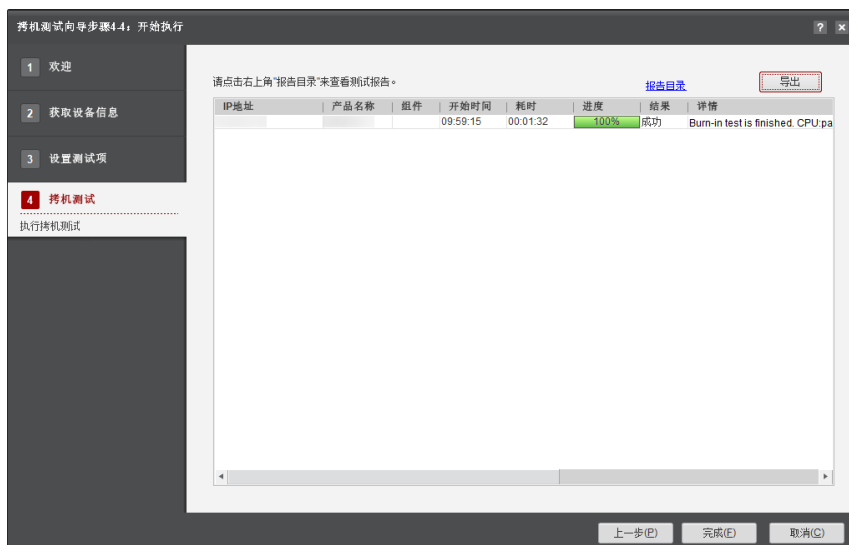 拷机测试向导步骤4-4：开始执行
? ×
1 欢迎
2 获取设备信息
3 设置测试项
4 拷机测试
执行拷机测试
请点击右上角"报告目录"来查看测试报告。
报告目录
导出
IP地址 产品名称 组件 开始时间 耗时 进度 结果 详情
09:59:15 00:01:32 100% 成功 Burn-in test is finished. CPU:pa
上一步(P) 完成(F) 取消(C)